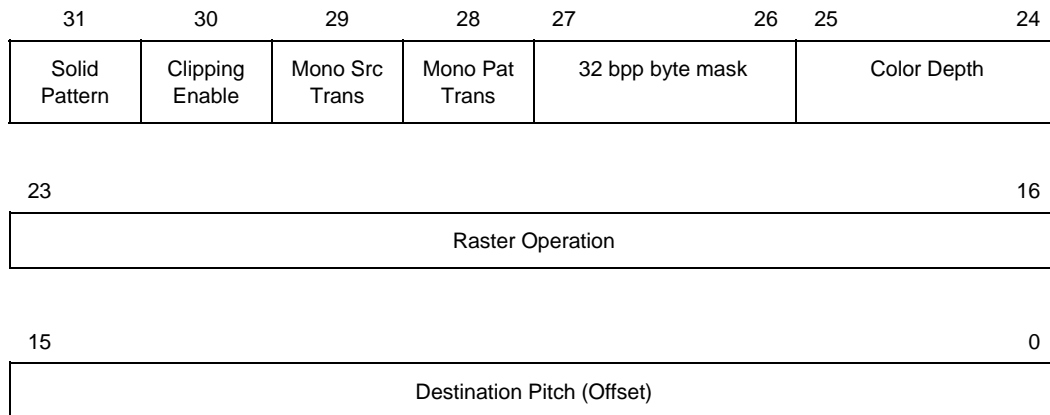 31 30 29 28 27 26 25 24
Solid Clipping Mono Src Mono Pat 32 bpp byte mask Color Depth
Pattern Enable Trans Trans
23 16
Raster Operation
15 0
Destination Pitch (Offset)